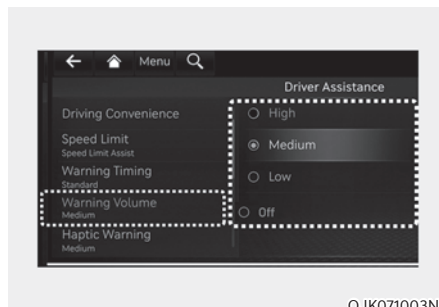 Menu
Driver Assistance
Driving Convenience
Speed Limit
Speed Limit Assist
Warning Timing
Standard
Warning Volume
Medium
Haptic Warning
Medium
High
Medium
Low
Off
OJK071003N